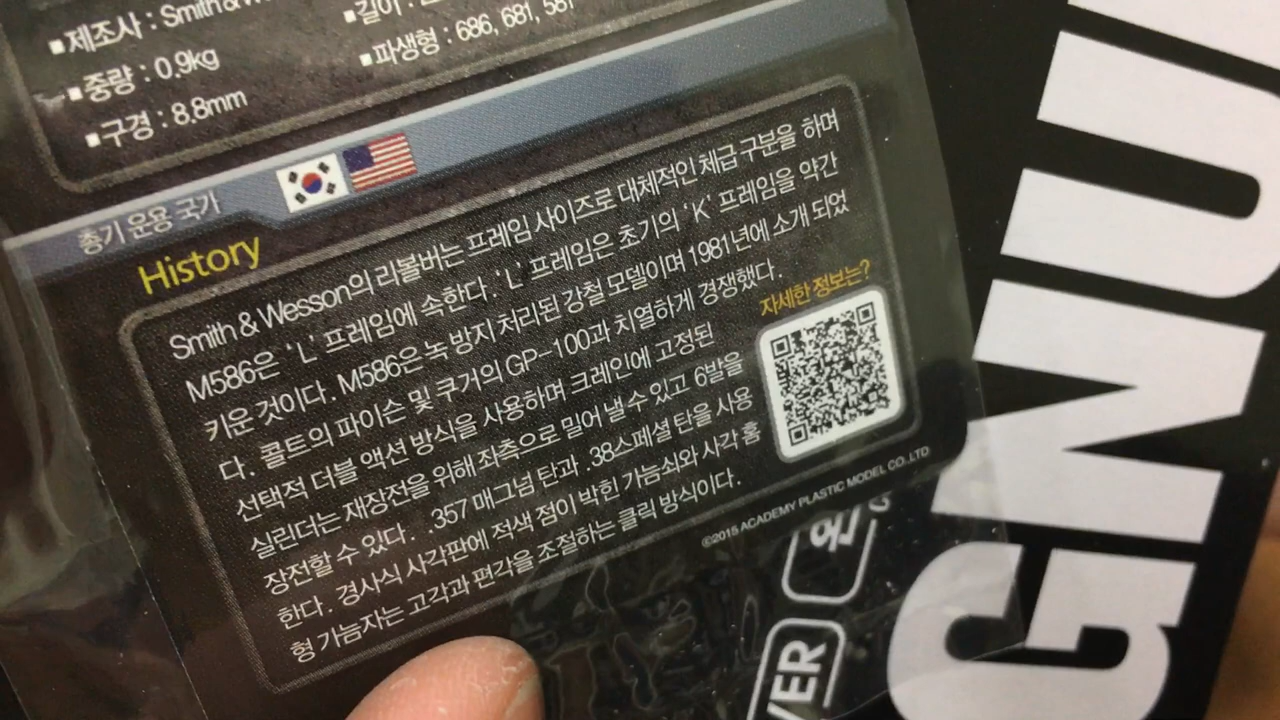 ■제조사 : Smith & W
■길이 :
■중량 : 0.9kg
■파생형 : 686, 681, 581
■구경 : 8.8mm
총기 운용 국가
History
Smith & Wesson의 리볼버는 프레임 사이즈로 대체적인 체급 구분을 하며
M586은 ‘L’ 프레임에 속한다. ‘L’ 프레임은 초기의 ‘K’ 프레임을 약간
키운 것이다. M586은 녹 방지 처리된 강철 모델이며 1981년에 소개 되었
다. 콜트의 파이슨 및 쿠거의 GP-100과 치열하게 경쟁했다.
선택적 더블 액션 방식을 사용하며 크레인에 고정된
실린더는 재장전을 위해 좌측으로 밀어 낼 수 있고 6발을
장전할 수 있다. .357 매그넘 탄과 .38스페셜 탄을 사용
한다. 경사식 사각판에 적색 점이 박힌 가늠쇠와 사각 홈
형 가늠자는 고각과 편각을 조절하는 클릭 방식이다.
자세한 정보는?
©2015 ACADEMY PLASTIC MODEL CO.,LTD
VER
GNU